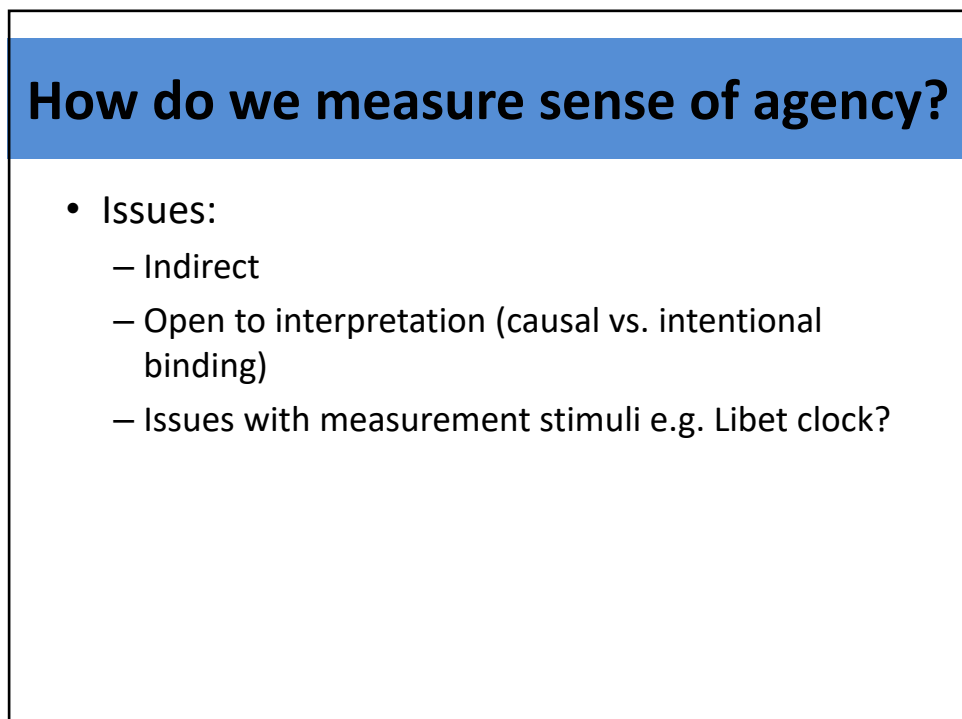 How do we measure sense of agency?
• Issues:
– Indirect
– Open to interpretation (causal vs. intentional
binding)
– Issues with measurement stimuli e.g. Libet clock?